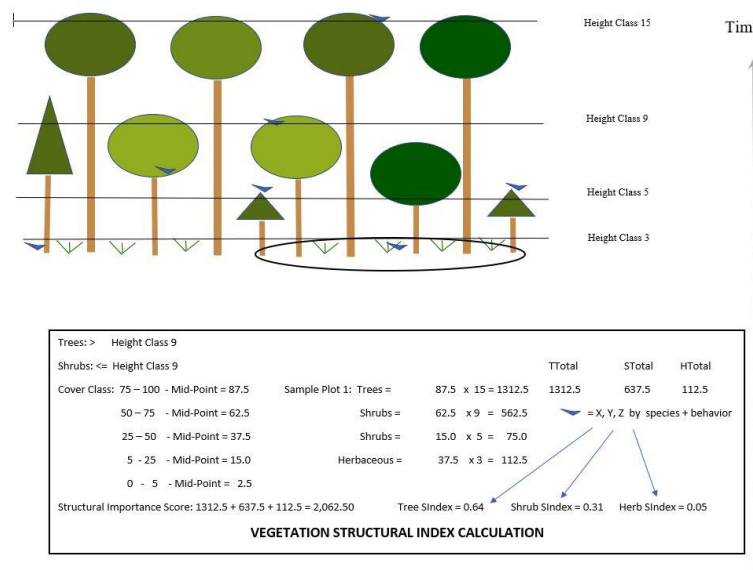 Height Class 15
Tim
Height Class 9
Height Class 5
Height Class 3
Trees: > Height Class 9
Shrubs: <= Height Class 9 TTotal STotal HTotal
Cover Class: 75 – 100 - Mid-Point = 87.5 Sample Plot 1: Trees = 87.5 x 15 = 1312.5 1312.5 637.5 112.5
50 – 75 - Mid-Point = 62.5 Shrubs = 62.5 x 9 = 562.5 = X, Y, Z by species + behavior
25 – 50 - Mid-Point = 37.5 Shrubs = 15.0 x 5 = 75.0
5 - 25 - Mid-Point = 15.0 Herbaceous = 37.5 x 3 = 112.5
0 - 5 - Mid-Point = 2.5
Structural Importance Score: 1312.5 + 637.5 + 112.5 = 2,062.50 Tree SIndex = 0.64 Shrub SIndex = 0.31 Herb SIndex = 0.05
VEGETATION STRUCTURAL INDEX CALCULATION